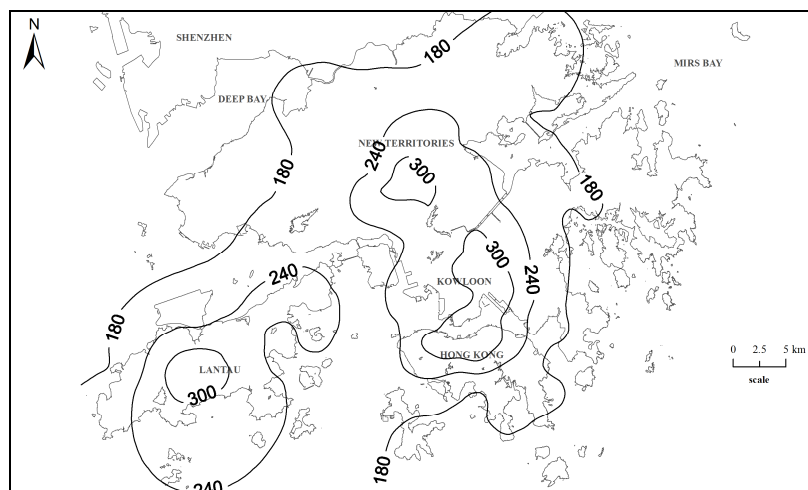 N
SHENZHEN
180
MIRS BAY
DEEP BAY
NEW TERRITORIES
240
300
180
180
300
240
240
KOWLOON
180
HONG KONG
LANTAU
300
0 2.5 5 km
scale
180
240